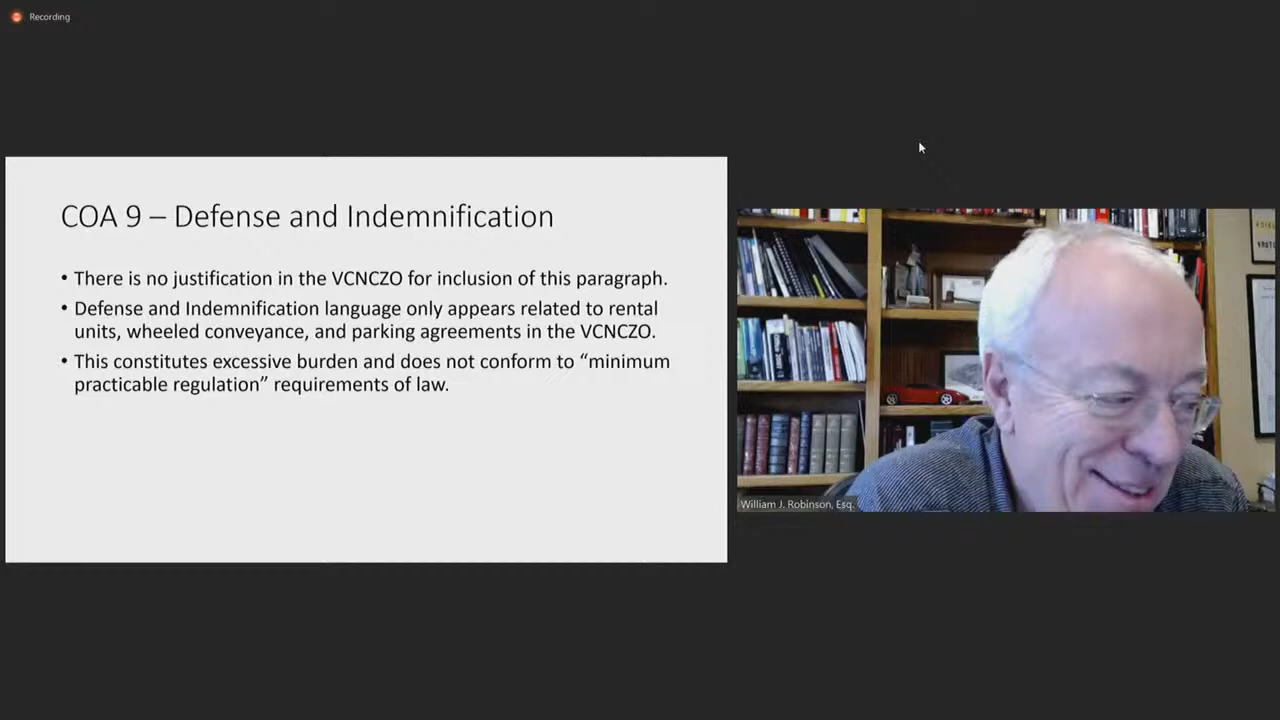 Recording
COA 9 – Defense and Indemnification
• There is no justification in the VCNCZO for inclusion of this paragraph.
• Defense and Indemnification language only appears related to rental
units, wheeled conveyance, and parking agreements in the VCNCZO.
• This constitutes excessive burden and does not conform to “minimum
practicable regulation” requirements of law.
William J. Robinson, Esq.